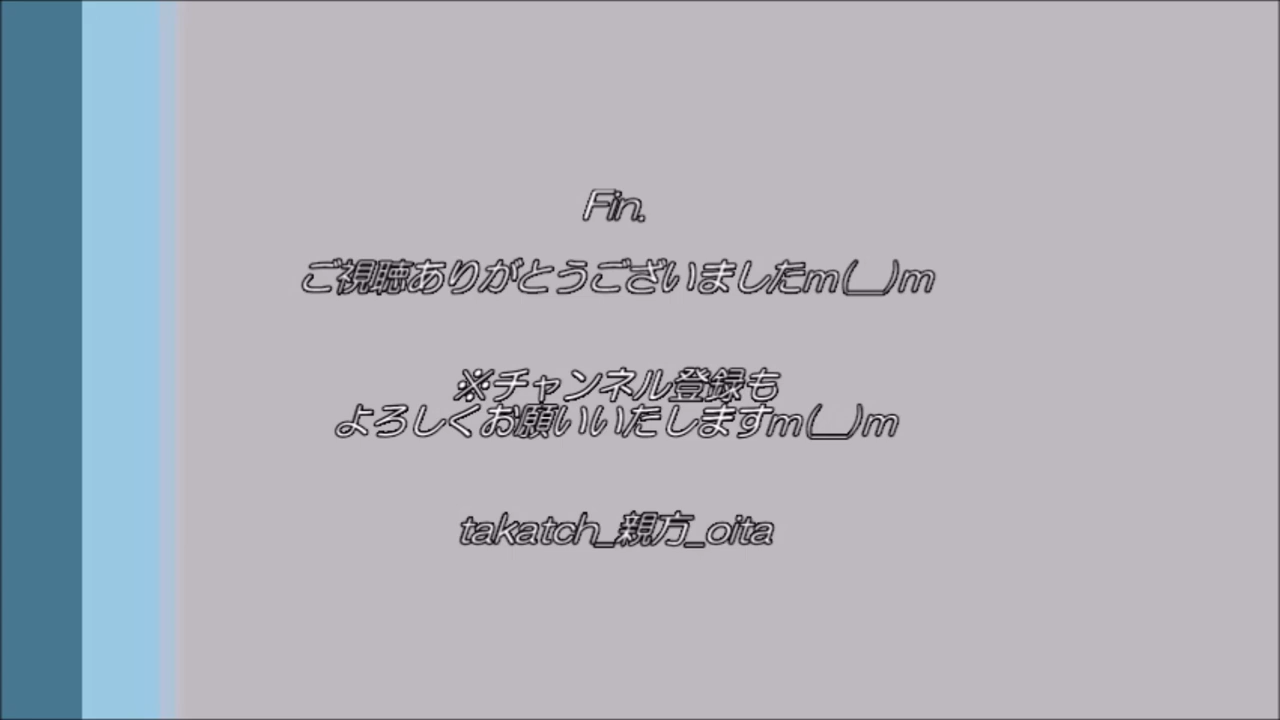 Fin.
ご視聴ありがとうございましたm(__)m
※チャンネル登録も
よろしくお願いいたしますm(__)m
takatch_親方_oita